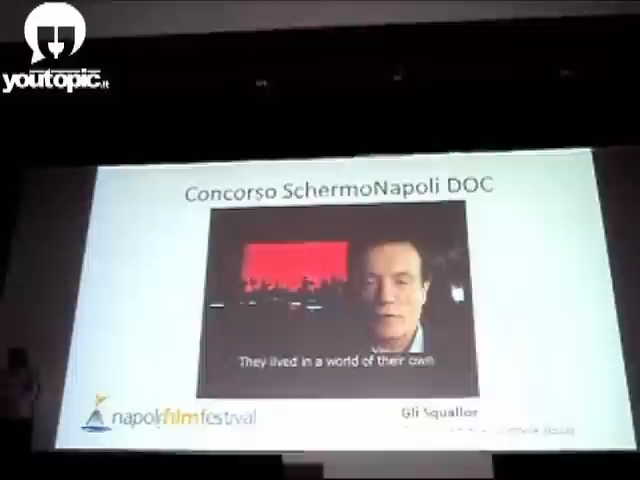 youtopic.it
Concorso SchermoNapoli DOC
They lived in a world of their own
napolifilmfestival
Gli Squallor